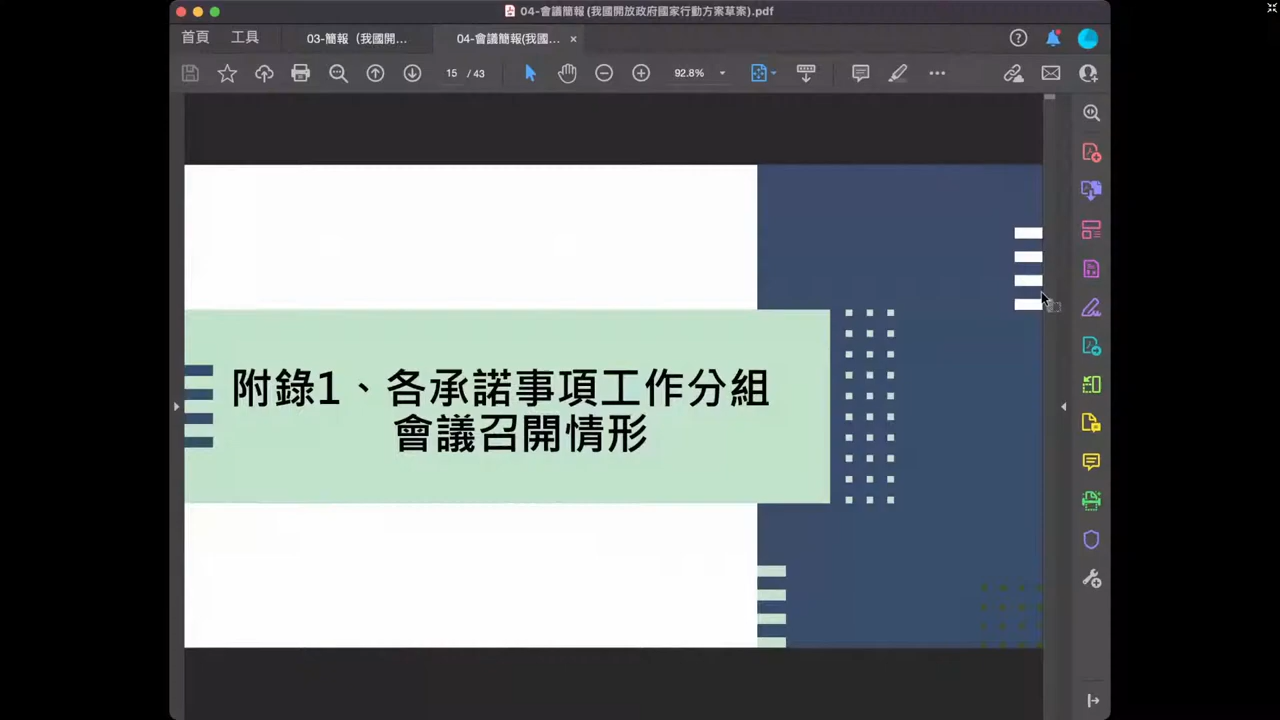 04-會議簡報(我國開放政府國家行動方案草案).pdf
首頁 工具 03-簡報（我國開... 04-會議簡報(我國... ×
15 / 43 92.8%
附錄1、各承諾事項工作分組
會議召開情形